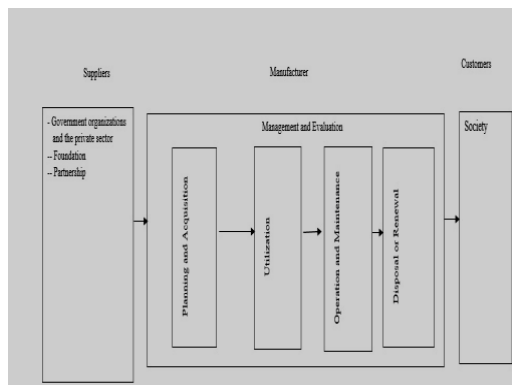 Suppliers
Manufacturer
Customers
- Government organizations
and the private sector
-- Foundation
-- Partnership
Management and Evaluation
Planning and Acquisition
Utilization
Operation and Maintenance
Disposal or Renewal
Society